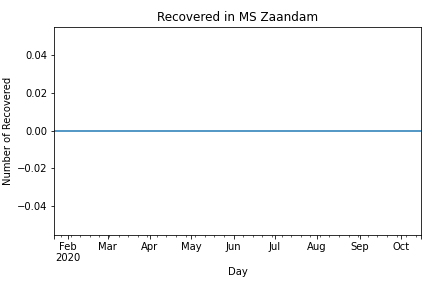 Recovered in MS Zaandam
Number of Recovered
0.04
0.02
0.00
−0.02
−0.04
Feb Mar Apr May Jun Jul Aug Sep Oct
2020
Day